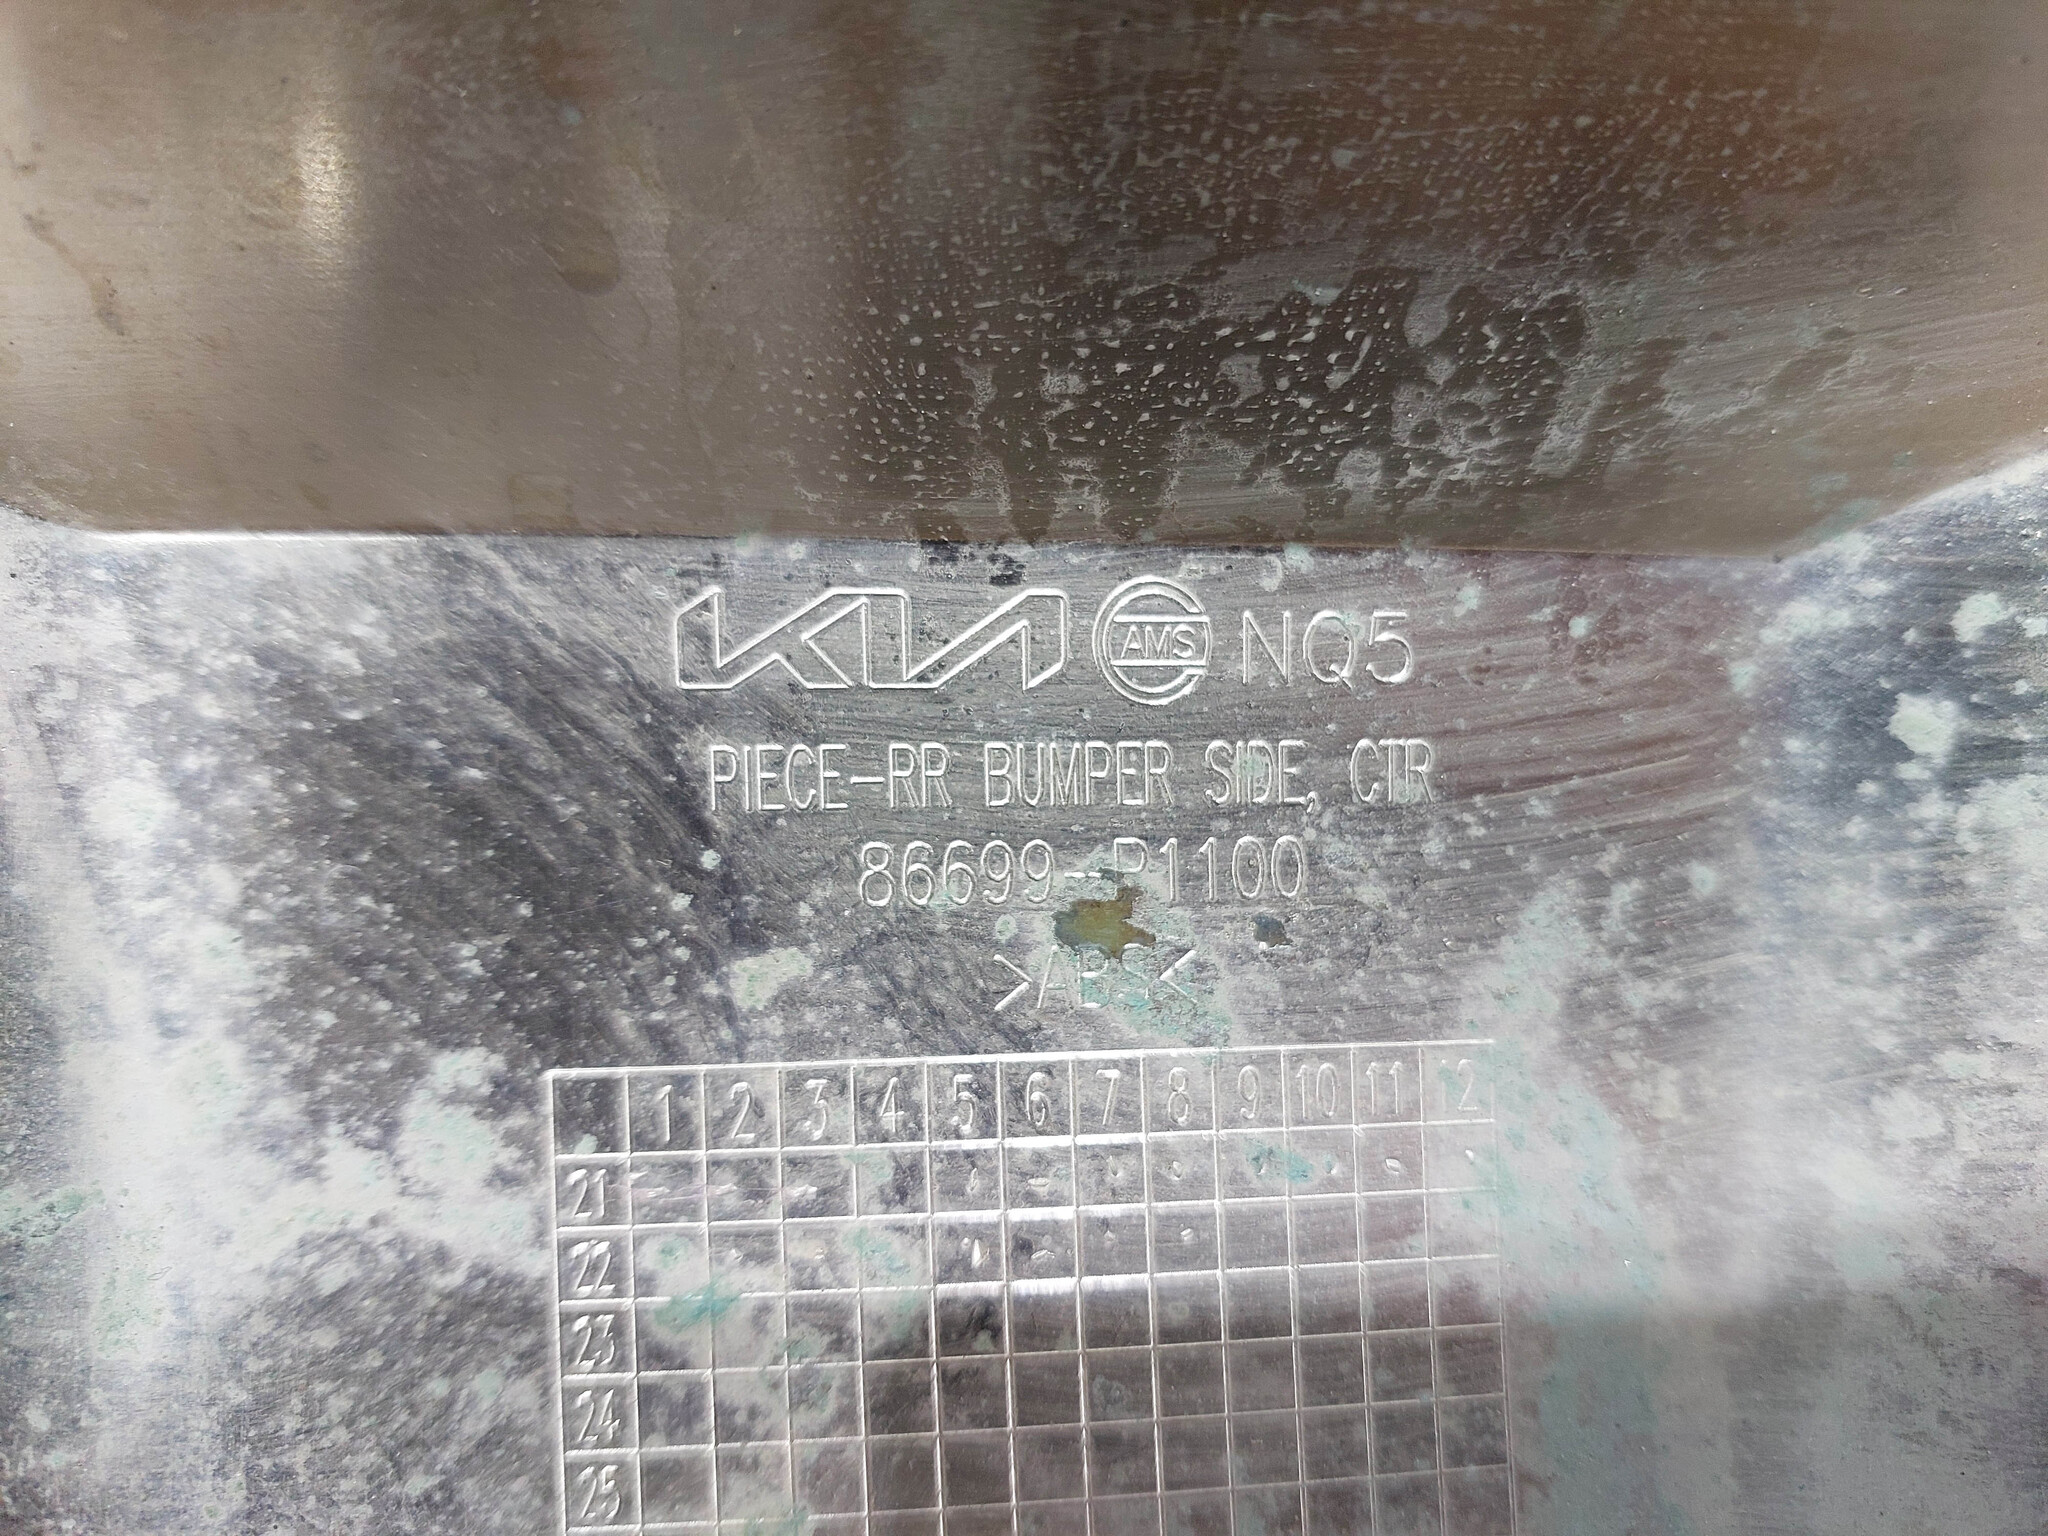 KIA CAMS NQ5
PIECE-RR BUMPER SIDE, CTR
86699-P1100
>ABS<
1 2 3 4 5 6 7 8 9 10 11 12
21
22
23
24
25